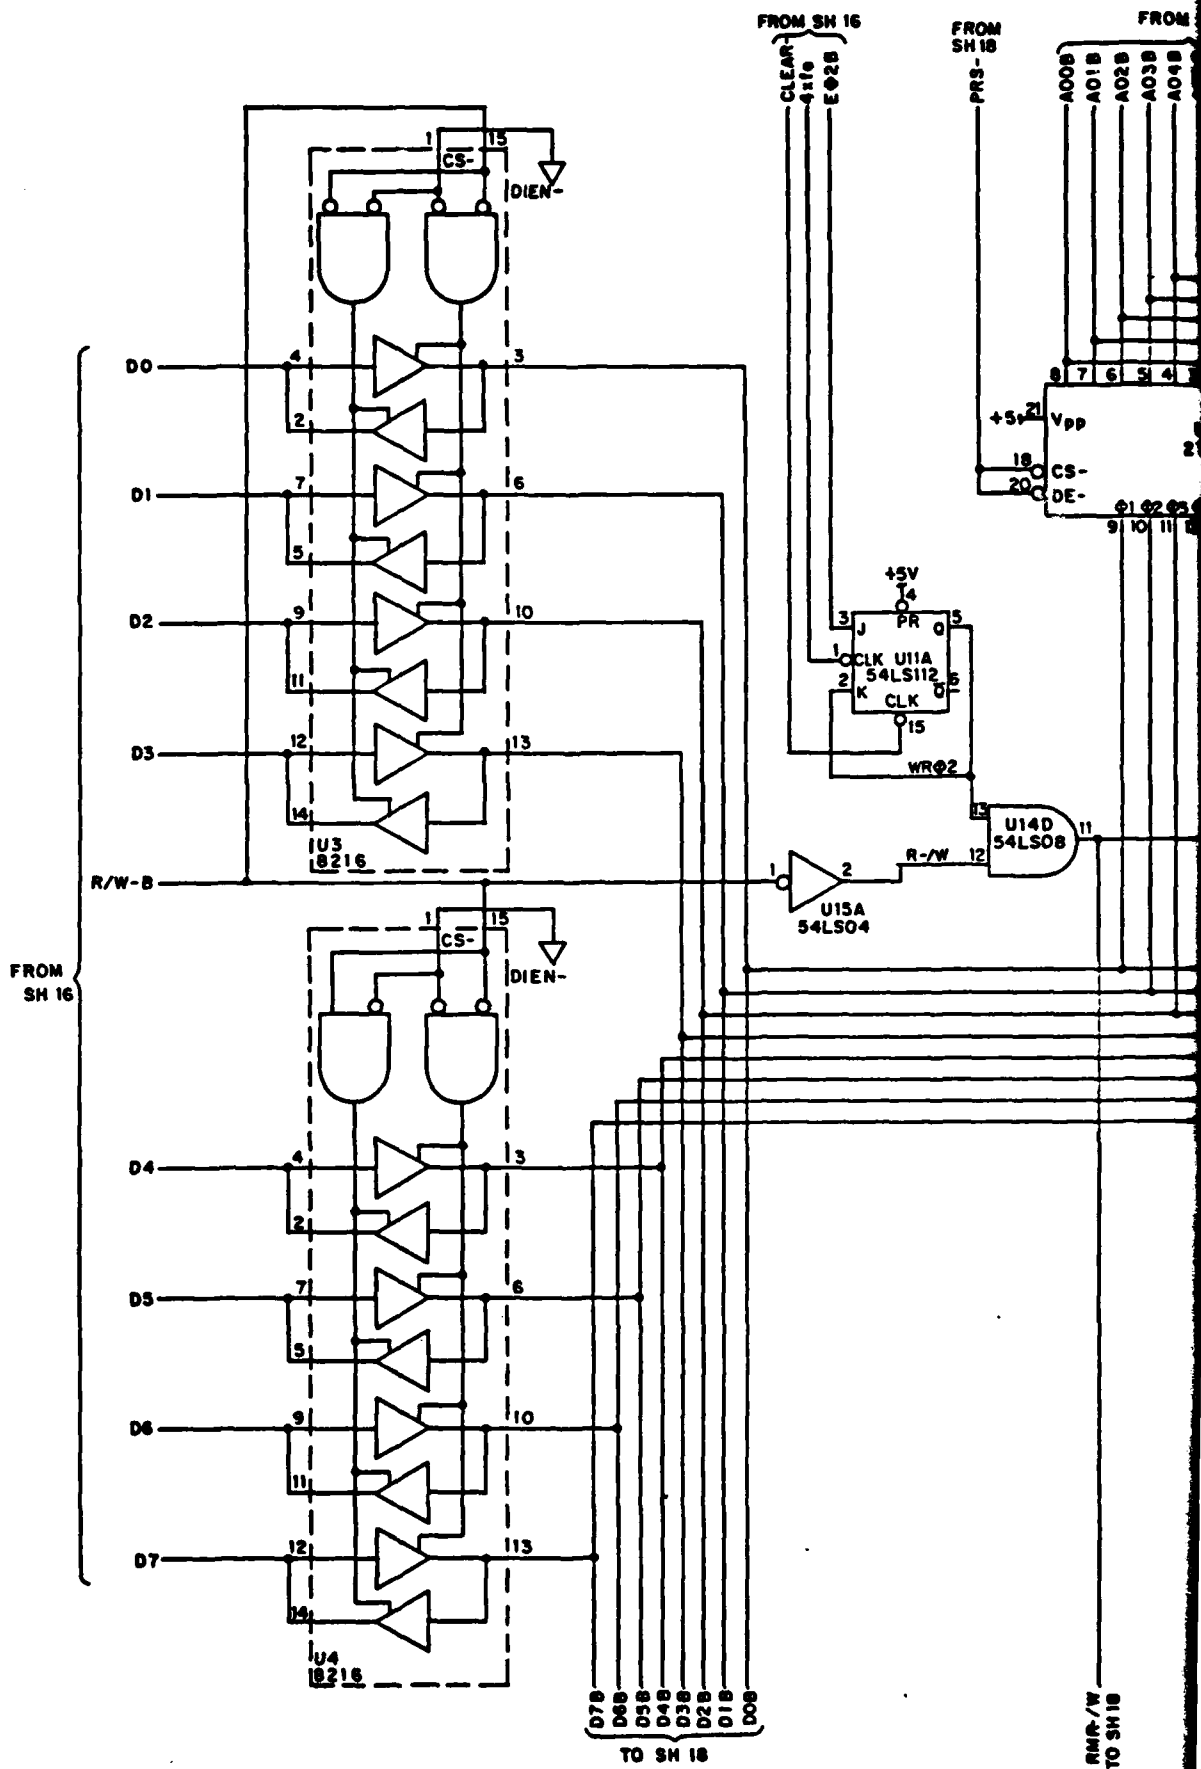 FROM SH 16
CLEAR-
4xfo
EΦ2B
FROM
SH 18
PRS-
FROM
A00B
A01B
A02B
A03B
A04B
1 15
CS-
DIEN-
D0 4 3
2
D1 7 6
5
D2 9 10
11
D3 12 13
14
U3
8216
8 7 6 5 4
+5 21 VPP
18 CS-
20 DE-
Φ1 Φ2 Φ3
9 10 11
+5V
4
3 J PR Q 5
1 CLK U11A
54LS112
2 K Q 6
CLK
15
WRΦ2
13
U14D 11
54LS08
R-/W 12
R/W-B 1 2
U15A
54LS04
FROM
SH 16
1 15
CS-
DIEN-
D4 4 3
2
D5 7 6
5
D6 9 10
11
D7 12 13
14
U4
8216
D7B
D6B
D5B
D4B
D3B
D2B
D1B
D0B
TO SH 18
RMR-/W
TO SH 18